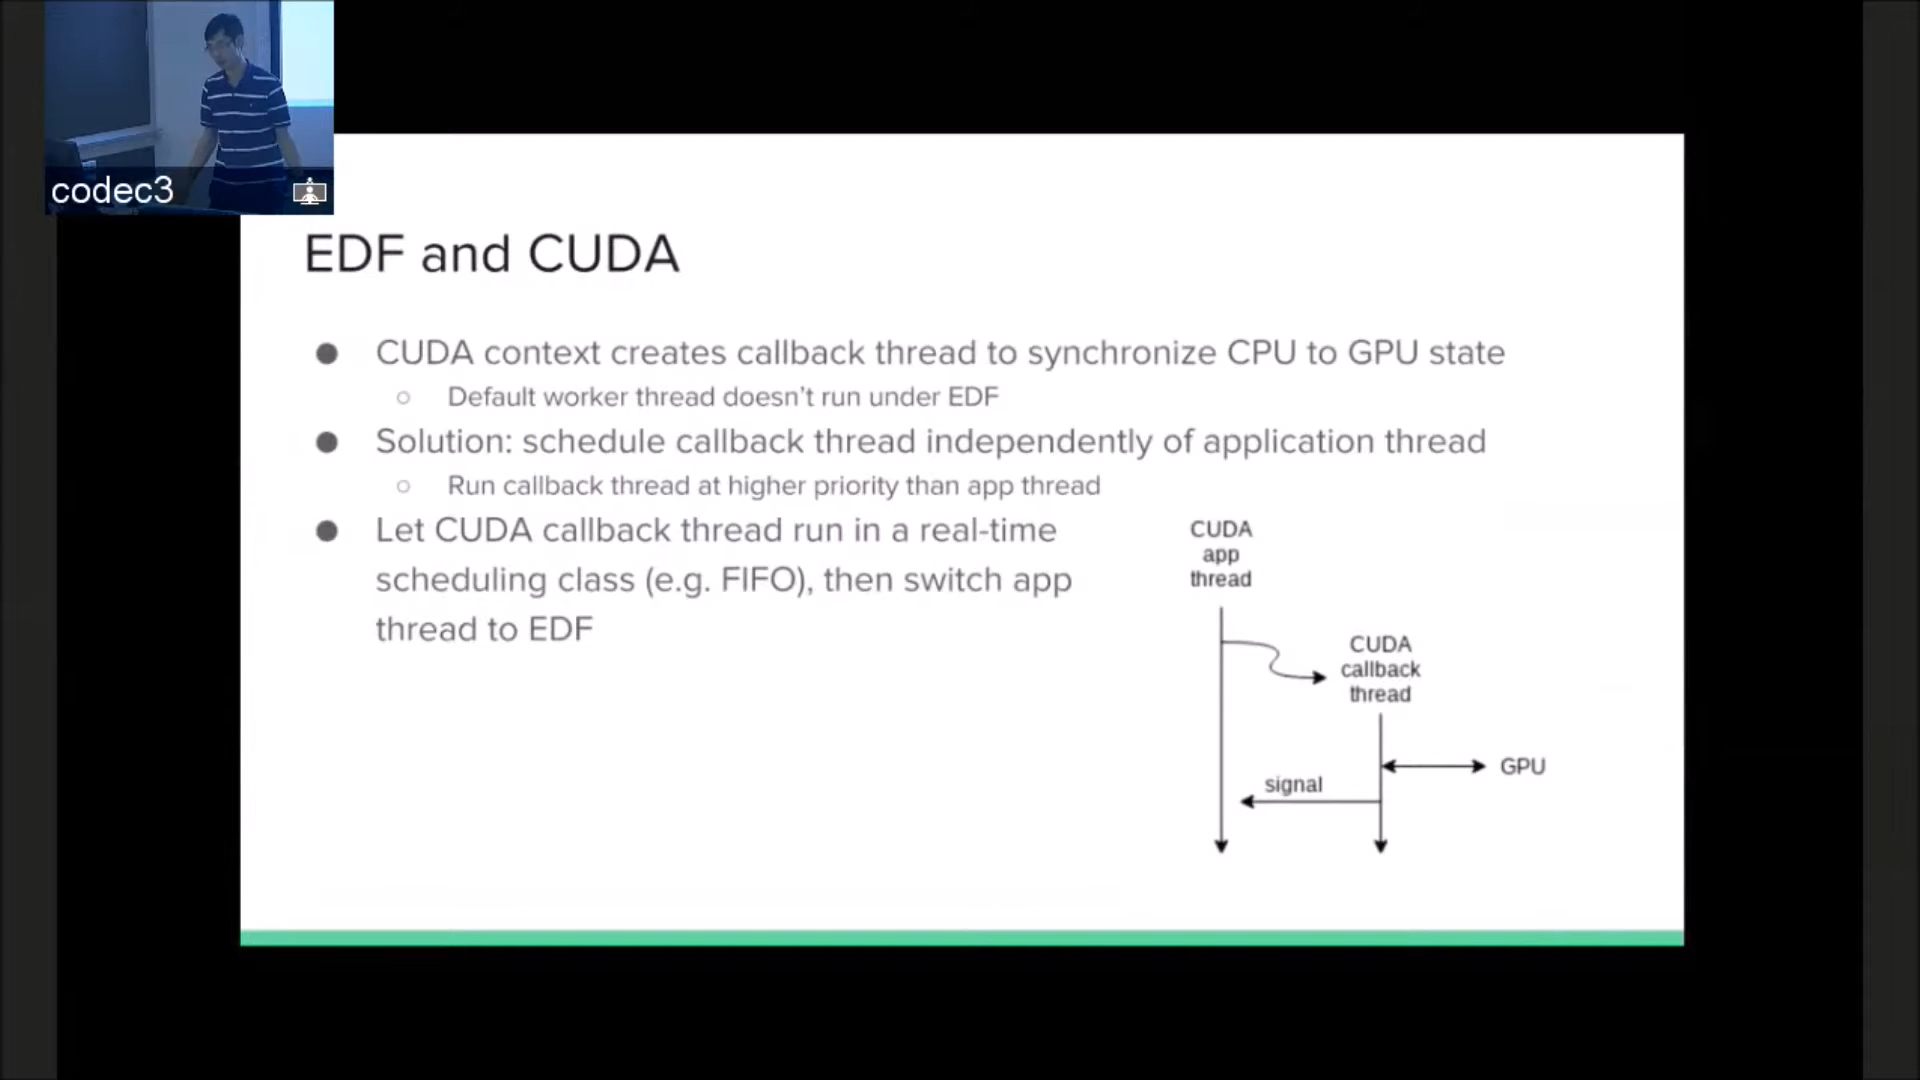 codec3
EDF and CUDA
● CUDA context creates callback thread to synchronize CPU to GPU state
○ Default worker thread doesn't run under EDF
● Solution: schedule callback thread independently of application thread
○ Run callback thread at higher priority than app thread
● Let CUDA callback thread run in a real-time
scheduling class (e.g. FIFO), then switch app
thread to EDF
CUDA
app
thread
CUDA
callback
thread
GPU
signal